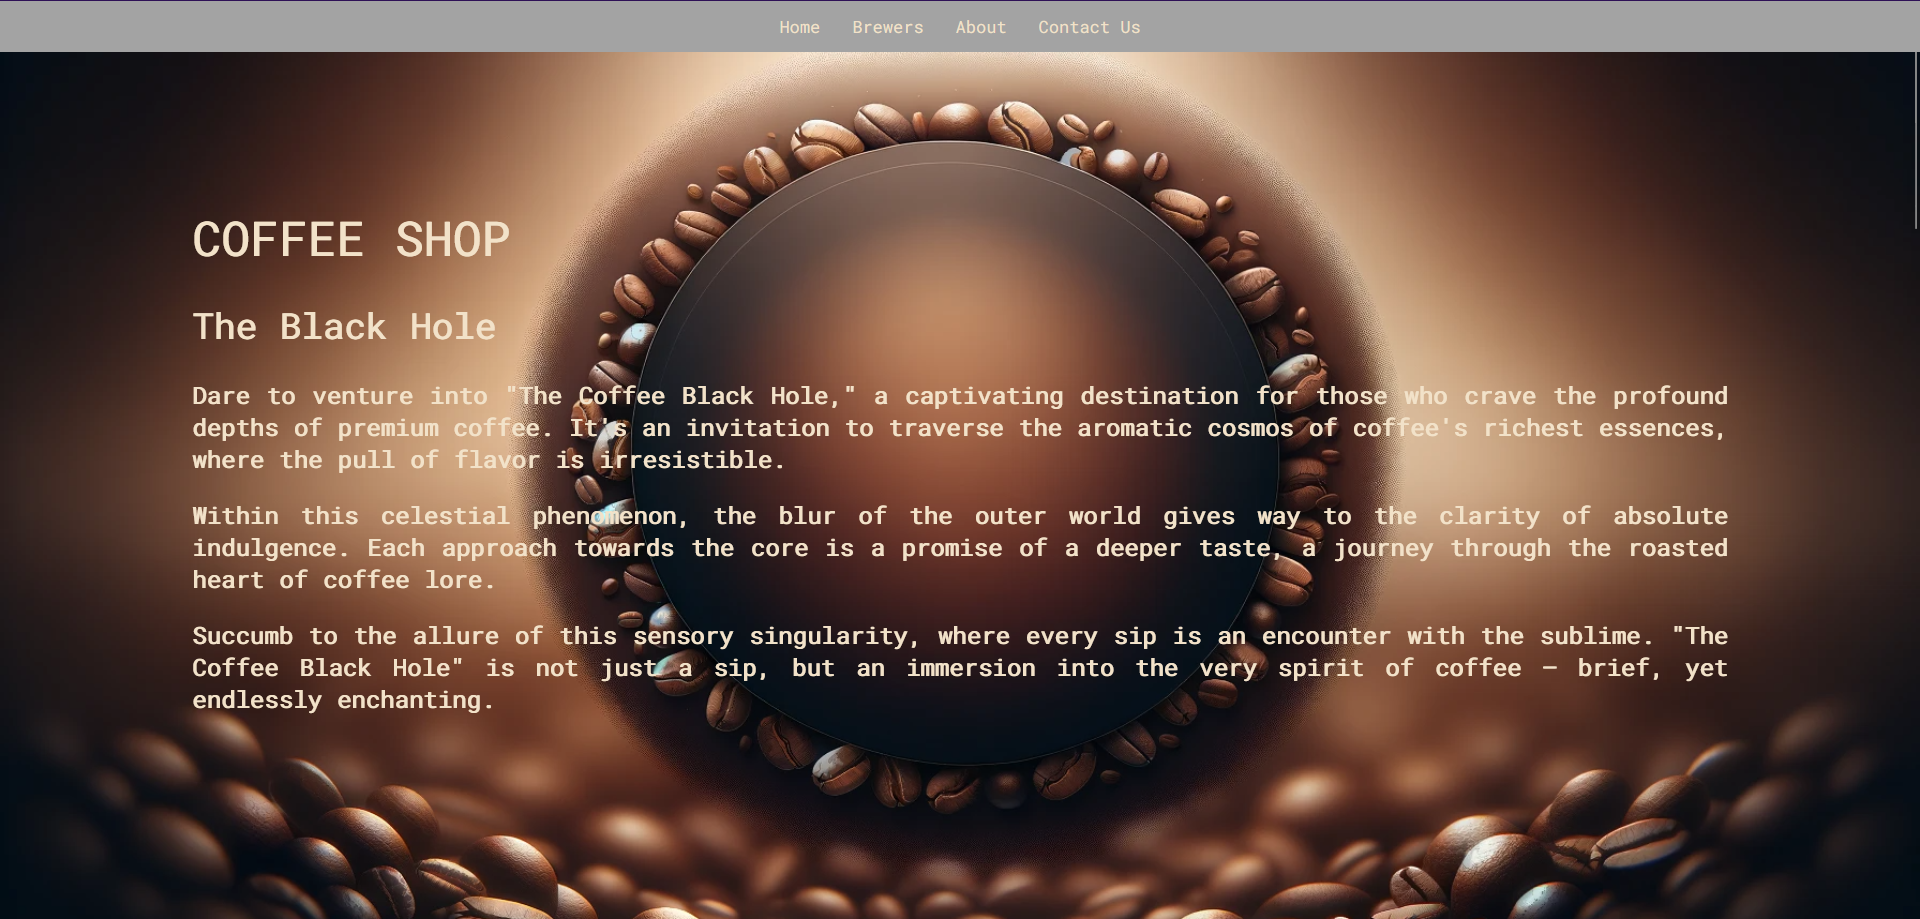 Home Brewers About Contact Us
COFFEE SHOP
The Black Hole
Dare to venture into "The Coffee Black Hole," a captivating destination for those who crave the profound
depths of premium coffee. It's an invitation to traverse the aromatic cosmos of coffee's richest essences,
where the pull of flavor is irresistible.
Within this celestial phenomenon, the blur of the outer world gives way to the clarity of absolute
indulgence. Each approach towards the core is a promise of a deeper taste, a journey through the roasted
heart of coffee lore.
Succumb to the allure of this sensory singularity, where every sip is an encounter with the sublime. "The
Coffee Black Hole" is not just a sip, but an immersion into the very spirit of coffee – brief, yet
endlessly enchanting.